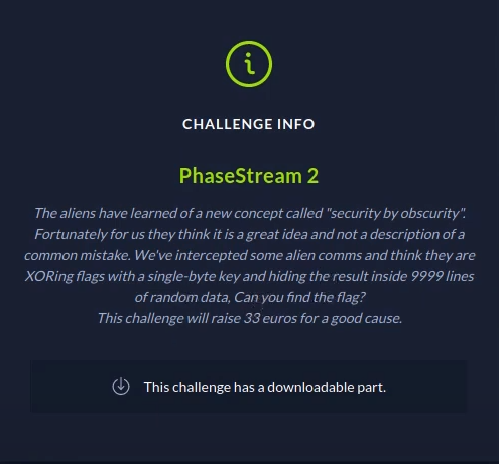 CHALLENGE INFO
PhaseStream 2
The aliens have learned of a new concept called "security by obscurity".
Fortunately for us they think it is a great idea and not a description of a
common mistake. We've intercepted some alien comms and think they are
XORing flags with a single-byte key and hiding the result inside 9999 lines
of random data, Can you find the flag?
This challenge will raise 33 euros for a good cause.
This challenge has a downloadable part.